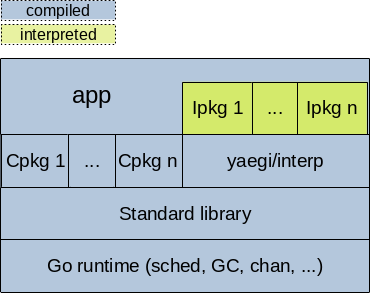 compiled
interpreted
app
Ipkg 1
...
Ipkg n
Cpkg 1
...
Cpkg n
yaegi/interp
Standard library
Go runtime (sched, GC, chan, ...)